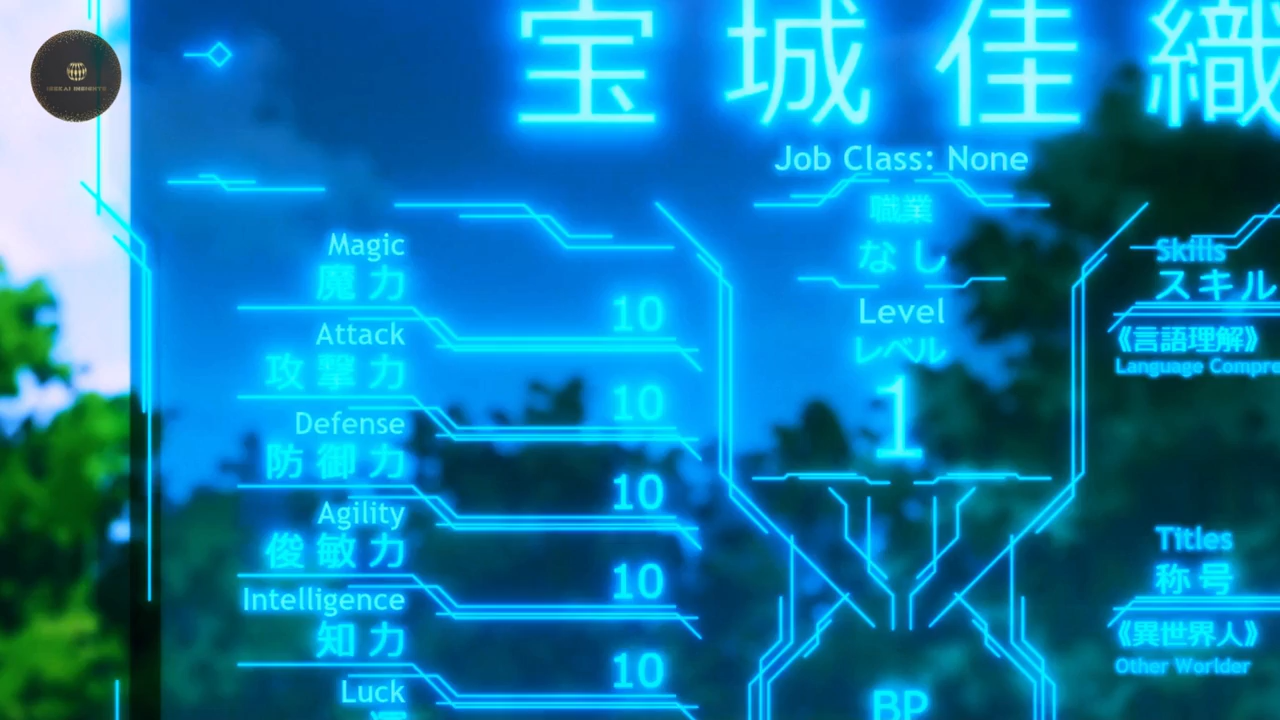 宝城佳織
Job Class: None
職業
なし
Level
レベル
1
Magic
魔力
10
Attack
攻撃力
10
Defense
防御力
10
Agility
俊敏力
10
Intelligence
知力
10
Luck
Skills
スキル
《言語理解》
Language Compre
Titles
称号
《異世界人》
Other Worlder
BP